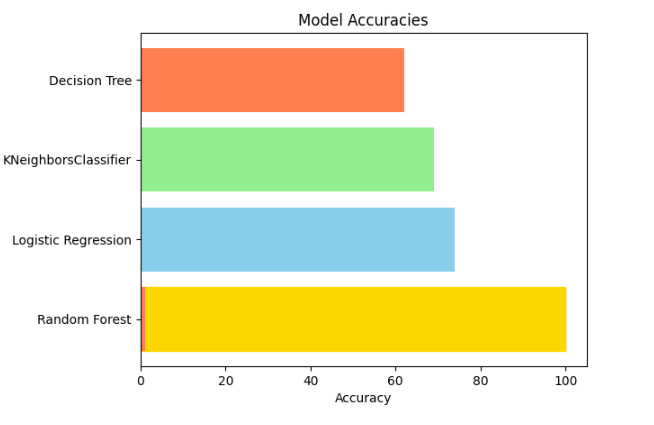 Model Accuracies
Decision Tree
KNeighborsClassifier
Logistic Regression
Random Forest
0 20 40 60 80 100
Accuracy